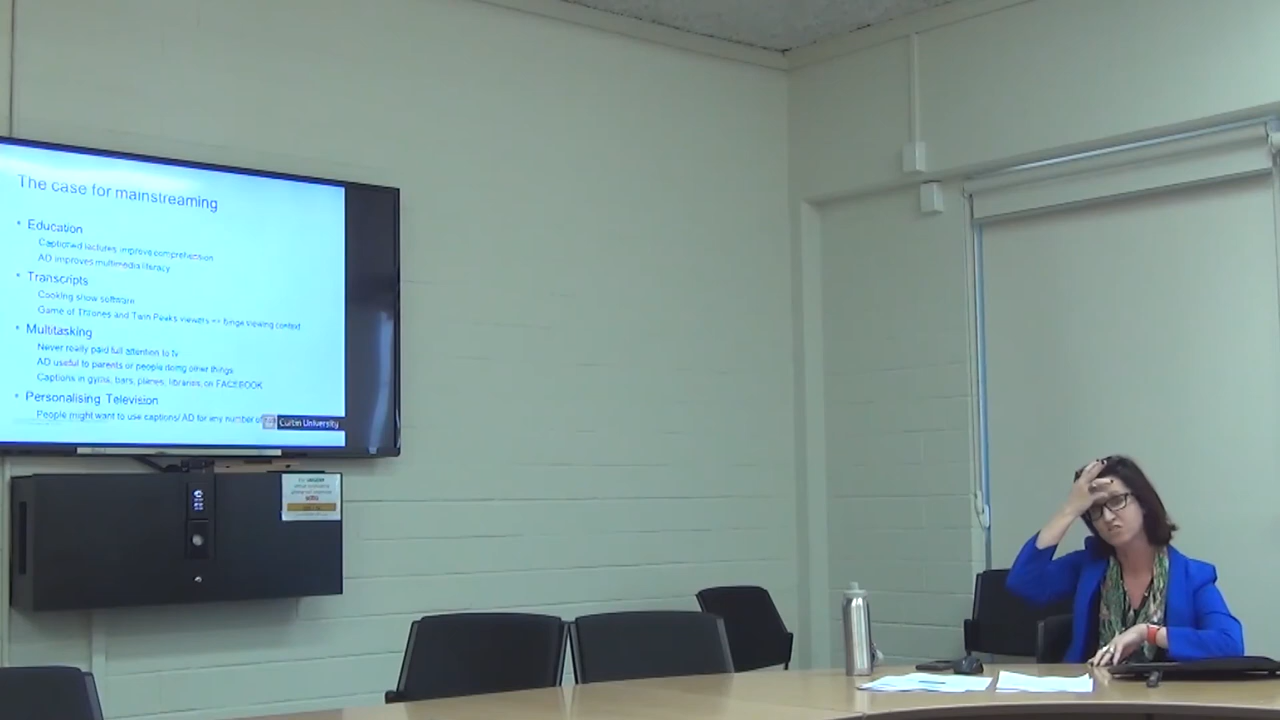 The case for mainstreaming
• Education
Captioned lectures improve comprehension
AD improves multimedia literacy
• Transcripts
Cooking show software
Game of Thrones and Twin Peaks viewers binge viewing context
• Multitasking
Never really paid full attention to tv
AD useful to parents or people doing other things
Captions in gyms, bars, planes, libraries, on FACEBOOK
• Personalising Television
People might want to use captions/ AD for any number of
Curtin University